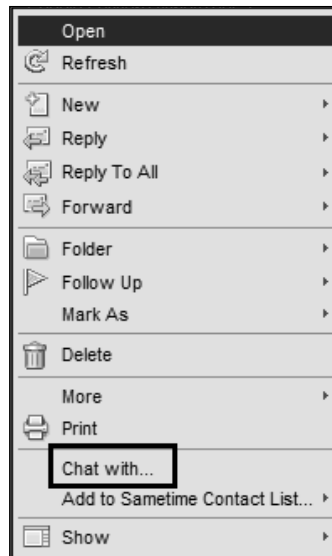 Open
Refresh
New
Reply
Reply To All
Forward
Folder
Follow Up
Mark As
Delete
More
Print
Chat with...
Add to Sametime Contact List...
Show